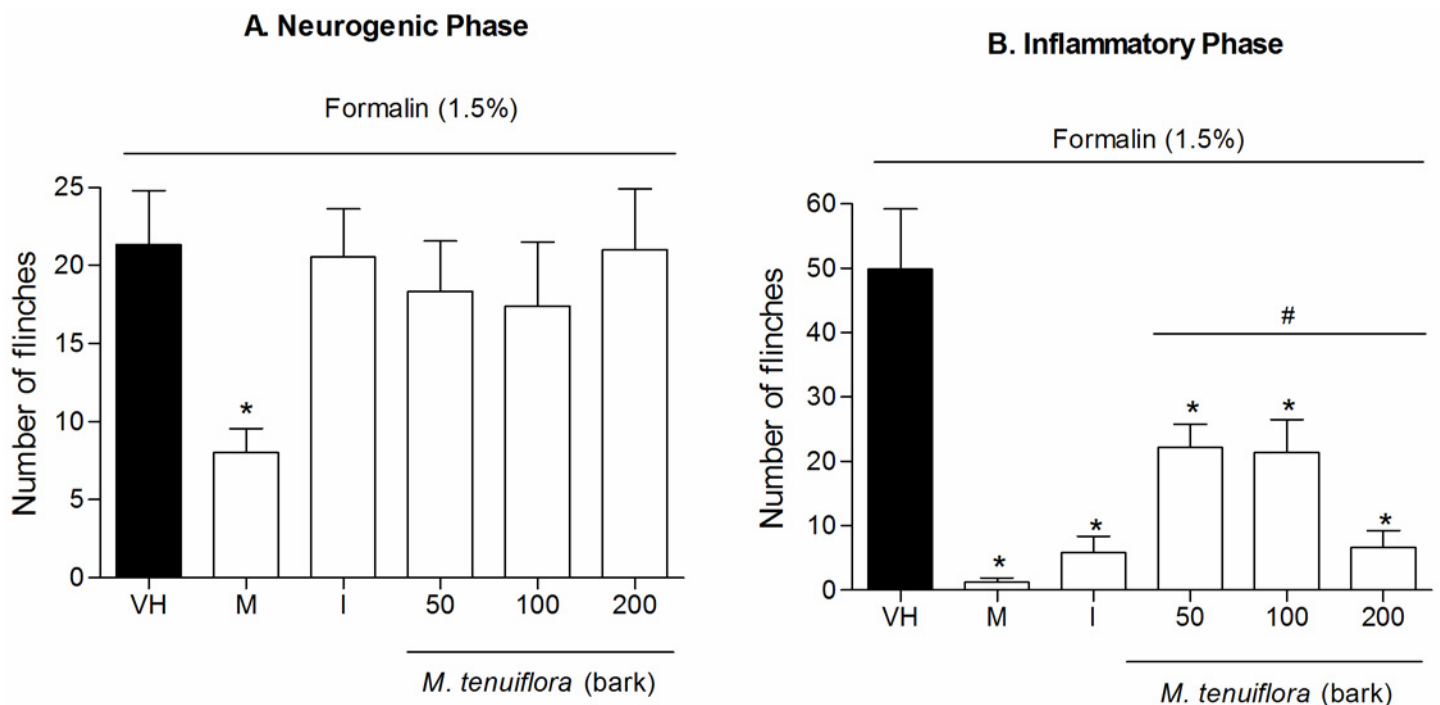 A. Neurogenic Phase
Formalin (1.5%)
Number of flinches
25
20
15
10
5
0
*
VH M I 50 100 200
M. tenuiflora (bark)
B. Inflammatory Phase
Formalin (1.5%)
Number of flinches
60
50
40
30
20
10
0
#
* * * * *
VH M I 50 100 200
M. tenuiflora (bark)